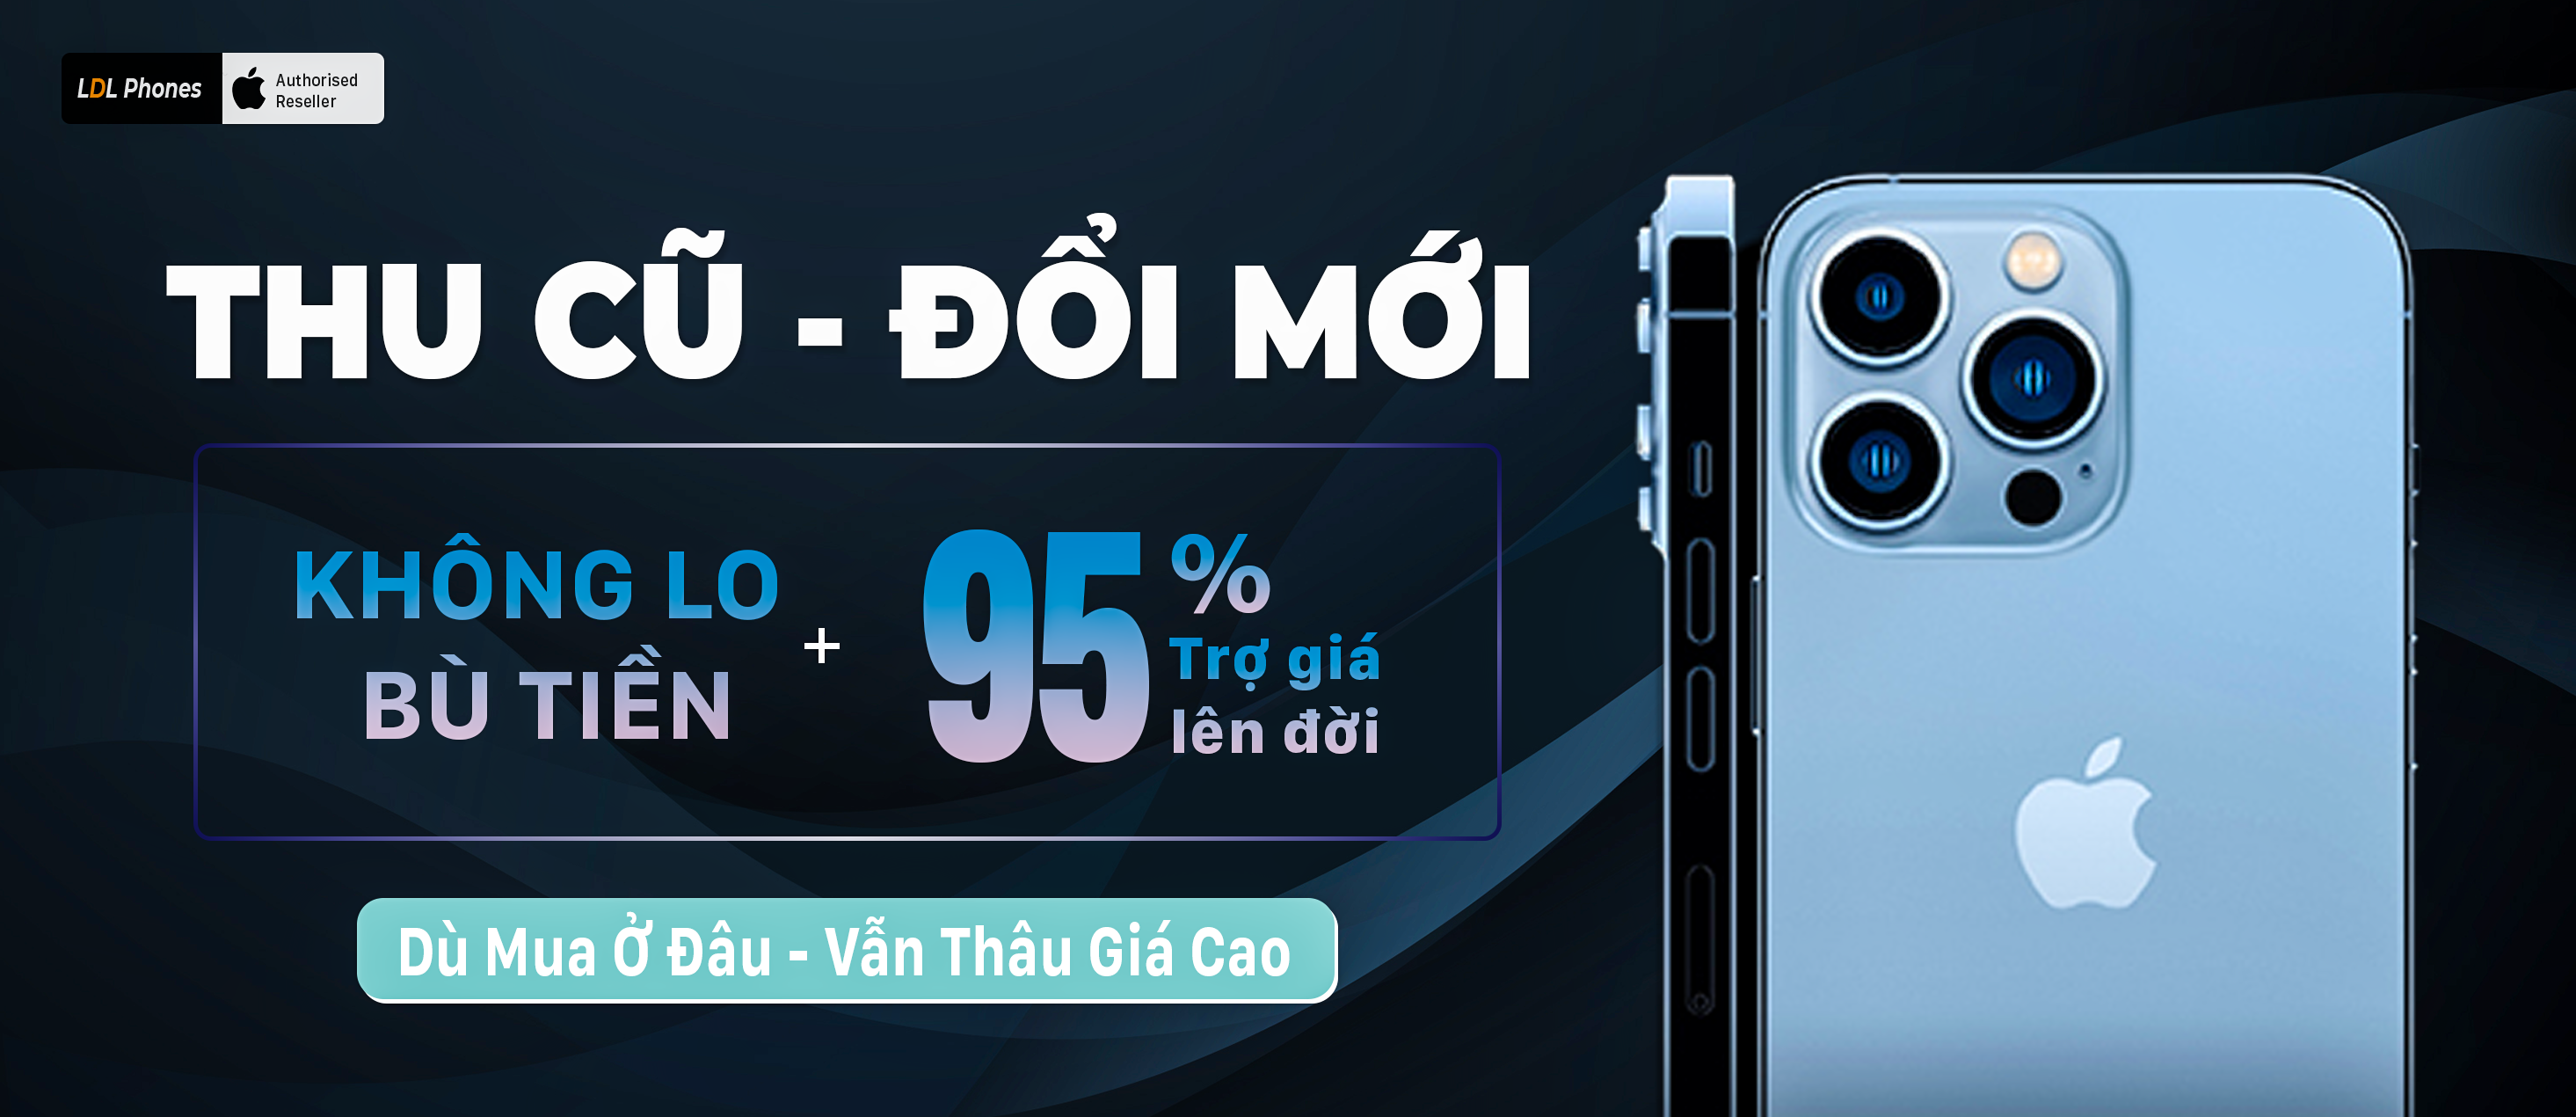 LDL Phones
Authorised
Reseller
THU CŨ - ĐỔI MỚI
KHÔNG LO
BÙ TIỀN
+
95%
Trợ giá
lên đời
Dù Mua Ở Đâu - Vẫn Thâu Giá Cao